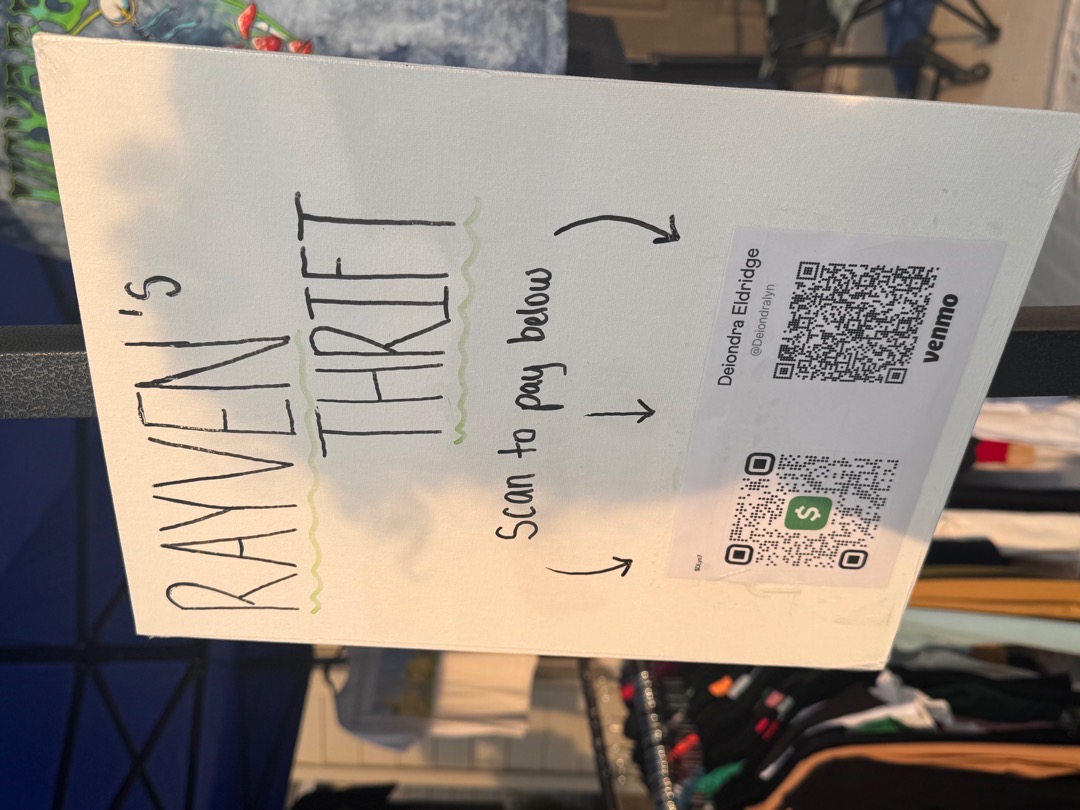 RAYVEN'S
THRIFT
Scan to pay below
Deiondra Eldridge
@Deiondralyn
venmo
$